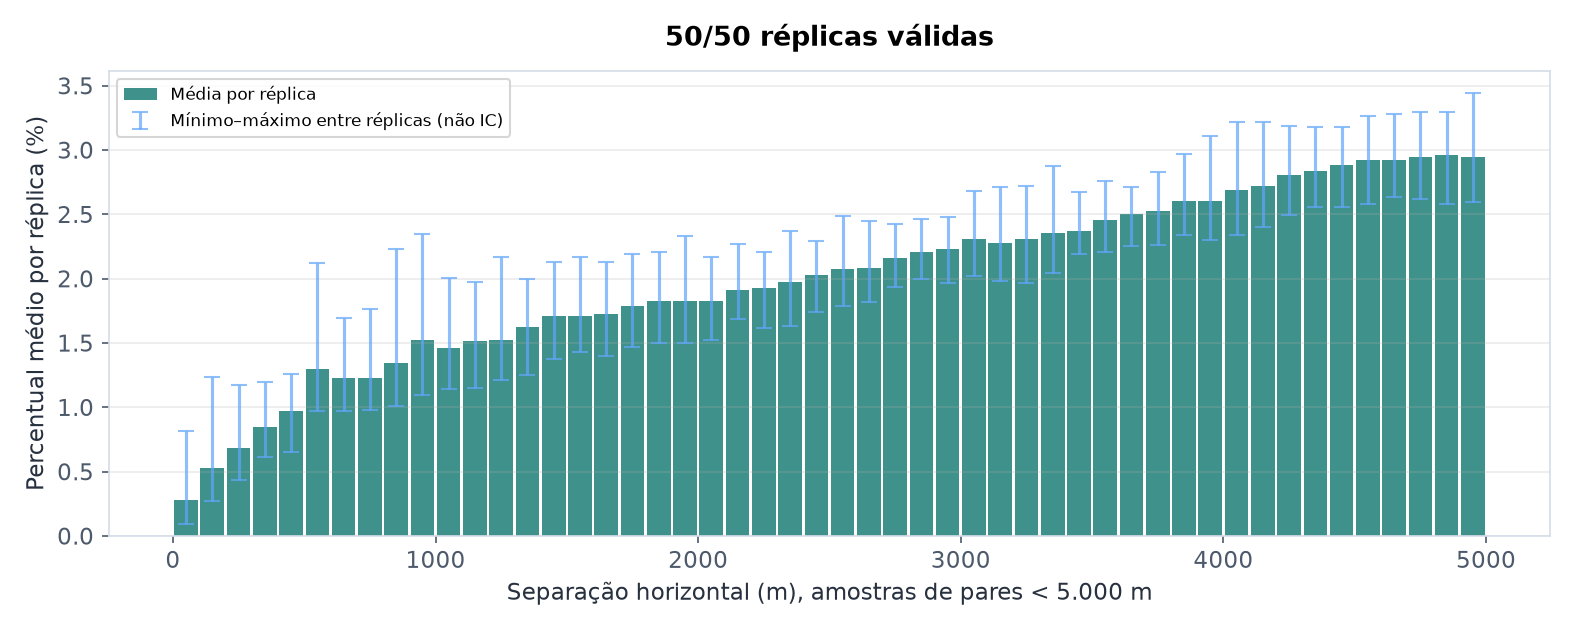 50/50 réplicas válidas
Média por réplica
Mínimo–máximo entre réplicas (não IC)
Percentual médio por réplica (%)
3.5
3.0
2.5
2.0
1.5
1.0
0.5
0.0
0 1000 2000 3000 4000 5000
Separação horizontal (m), amostras de pares < 5.000 m